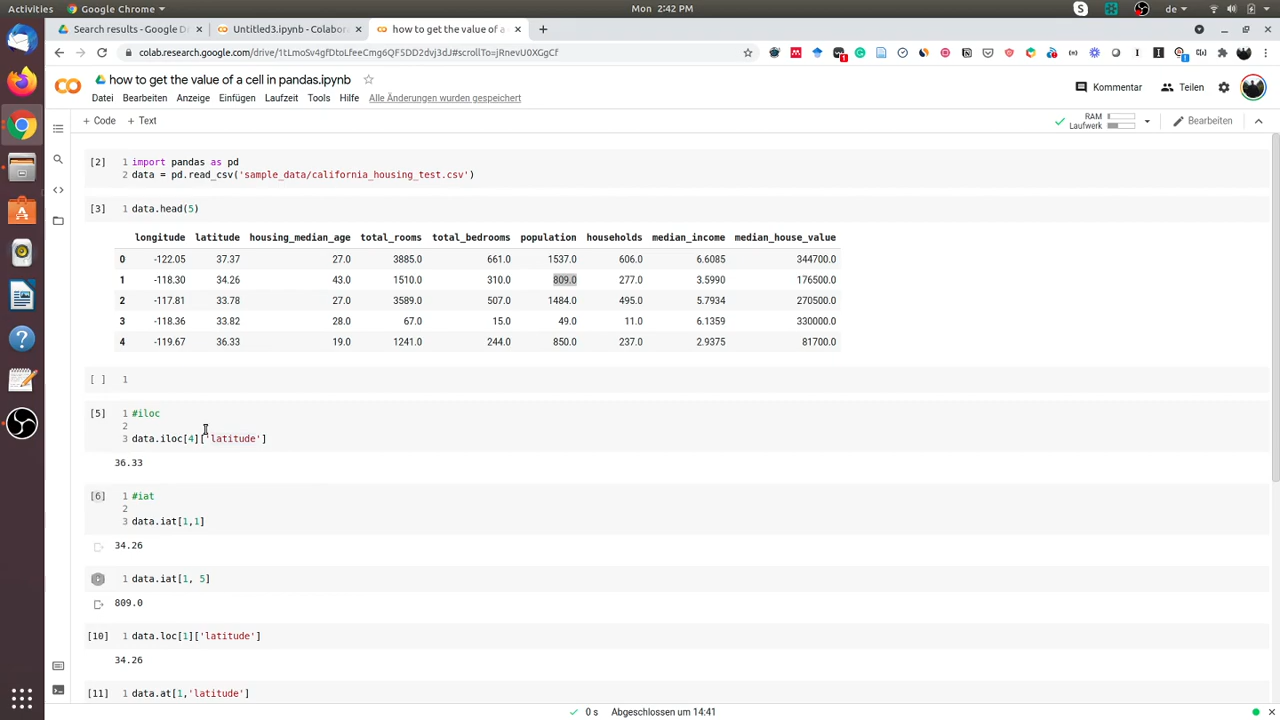 Activities Google Chrome Mon 2:42 PM de
Search results - Google D × Untitled3.ipynb - Colabora × how to get the value of a × +
colab.research.google.com/drive/1tLmoSv4gfDtoLfeeCmg6QF5DD2dvj3dJ#scrollTo=jRnevU0XGgCf
how to get the value of a cell in pandas.ipynb
Kommentar Teilen
Datei Bearbeiten Anzeige Einfügen Laufzeit Tools Hilfe Alle Änderungen wurden gespeichert
+ Code + Text RAM Laufwerk Bearbeiten
[2] 1 import pandas as pd
2 data = pd.read_csv('sample_data/california_housing_test.csv')
[3] 1 data.head(5)
longitude latitude housing_median_age total_rooms total_bedrooms population households median_income median_house_value
0 -122.05 37.37 27.0 3885.0 661.0 1537.0 606.0 6.6085 344700.0
1 -118.30 34.26 43.0 1510.0 310.0 809.0 277.0 3.5990 176500.0
2 -117.81 33.78 27.0 3589.0 507.0 1484.0 495.0 5.7934 270500.0
3 -118.36 33.82 28.0 67.0 15.0 49.0 11.0 6.1359 330000.0
4 -119.67 36.33 19.0 1241.0 244.0 850.0 237.0 2.9375 81700.0
[ ] 1
[5] 1 #iloc
2
3 data.iloc[4]['latitude']
36.33
[6] 1 #iat
2
3 data.iat[1,1]
34.26
1 data.iat[1, 5]
809.0
[10] 1 data.loc[1]['latitude']
34.26
[11] 1 data.at[1,'latitude']
0 s Abgeschlossen um 14:41